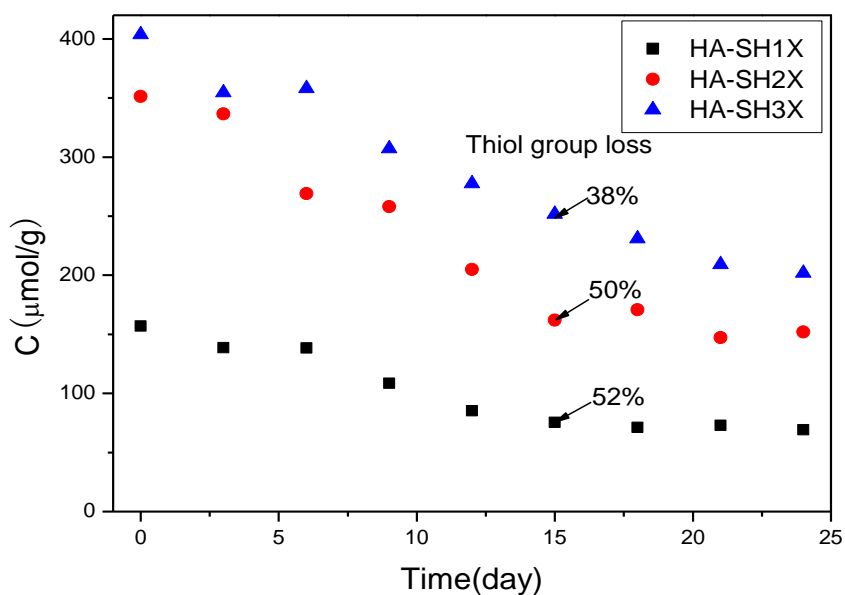 400
300
200
100
0
C (μmol/g)
HA-SH1X
HA-SH2X
HA-SH3X
Thiol group loss
38%
50%
52%
0 5 10 15 20 25
Time(day)